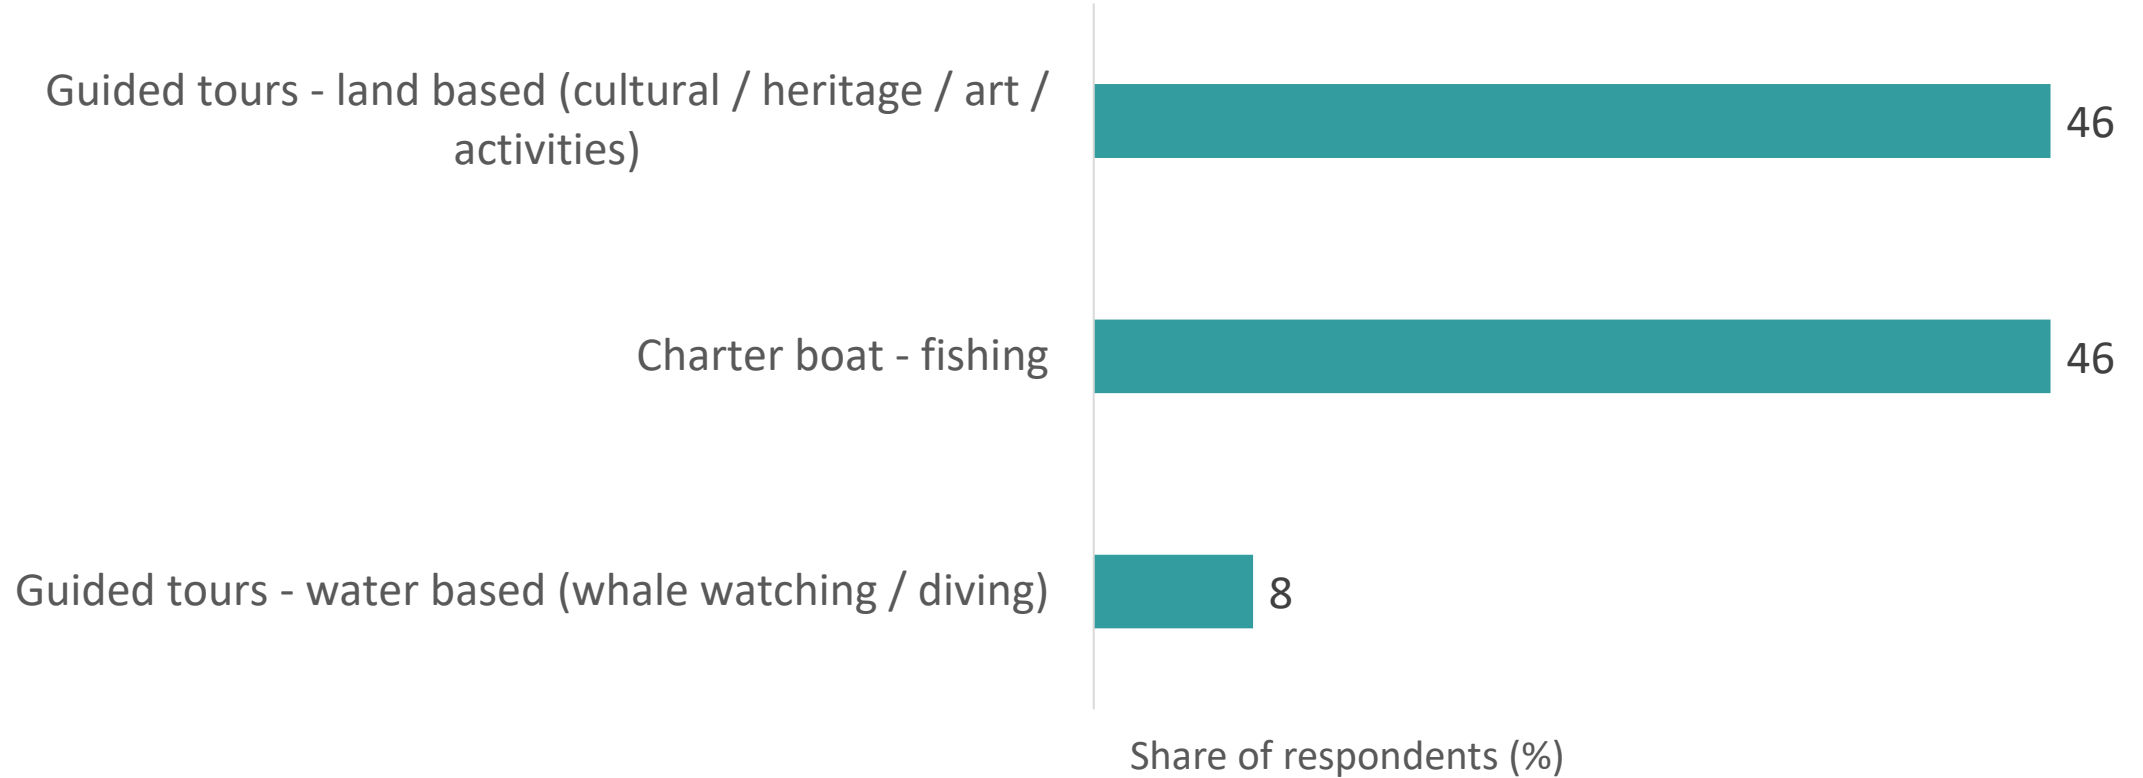 Guided tours - land based (cultural / heritage / art /
activities)
46
Charter boat - fishing
46
Guided tours - water based (whale watching / diving)
8
Share of respondents (%)